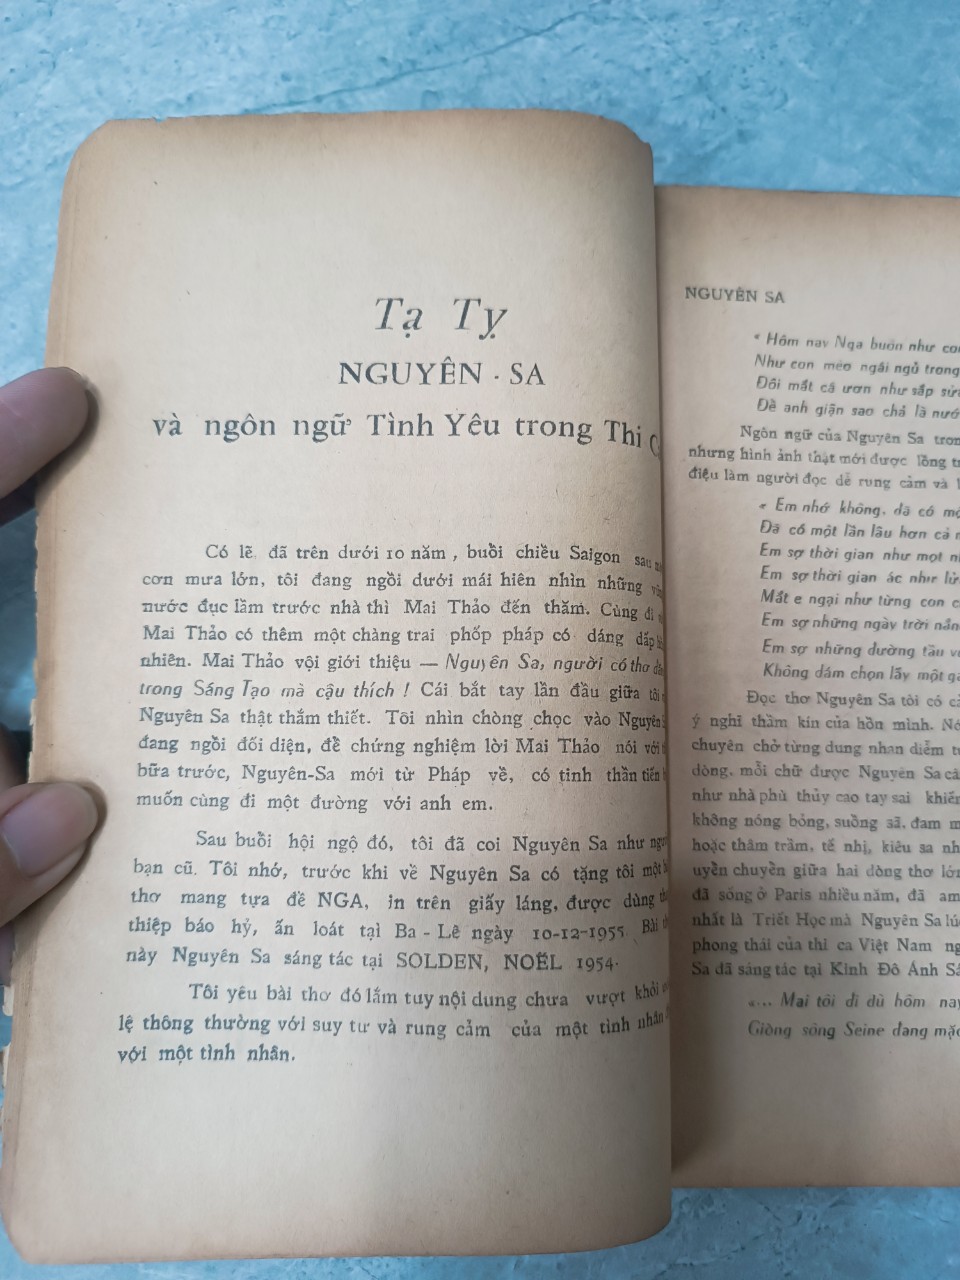 Tạ Tỵ
NGUYÊN - SA
và ngôn ngữ Tình Yêu trong Thi
Có lẽ, đã trên dưới 10 năm, buổi chiều Saigon sau
cơn mưa lớn, tôi đang ngồi dưới mái hiên nhìn những
nước đục lầm trước nhà thì Mai Thảo đến thăm. Cùng đi
Mai Thảo có thêm một chàng trai phốp pháp có dáng dấp
nhiên. Mai Thảo vội giới thiệu — Nguyên Sa, người có thơ
trong Sáng Tạo mà cậu thích ! Cái bắt tay lần đầu giữa tôi
Nguyên Sa thật thắm thiết. Tôi nhìn chòng chọc vào Nguyên
đang ngồi đối diện, để chứng nghiệm lời Mai Thảo nói với
bữa trước, Nguyên-Sa mới từ Pháp về, có tinh thần tiến
muốn cùng đi một đường với anh em.
Sau buổi hội ngộ đó, tôi đã coi Nguyên Sa như
bạn cũ. Tôi nhớ, trước khi về Nguyên Sa có tặng tôi một
thơ mang tựa đề NGA, in trên giấy láng, được dùng
thiệp báo hỷ, ấn loát tại Ba - Lê ngày 10-12-1955. Bài
này Nguyên Sa sáng tác tại SOLDEN, NOËL 1954.
Tôi yêu bài thơ đó lắm tuy nội dung chưa vượt khỏi
lệ thông thường với suy tư và rung cảm của một tình nhân
với một tình nhân.
NGUYÊN SA
« Hôm nay Nga buồn như
Như con mèo ngái ngủ trong
Đôi mắt cá ươn như sắp
Để anh giận sao chả là nước
Ngôn ngữ của Nguyên Sa
nhưng hình ảnh thật mới được lồng
điệu làm người đọc dễ rung cảm và
« Em nhớ không, đã có
Đã có một lần lâu hơn cả
Em sợ thời gian như mọt
Em sợ thời gian ác như
Mắt e ngại như từng con
Em sợ những ngày trời nắng
Em sợ những đường tầu
Không dám chọn lấy một
Đọc thơ Nguyên Sa tôi có
ý nghĩ thầm kín của hồn mình.
chuyên chở từng dung nhan diễm
dòng, mỗi chữ được Nguyên Sa
như nhà phù thủy cao tay sai
không nóng bỏng, suồng sã, đam
hoặc thâm trầm, tế nhị, kiêu sa
uyển chuyển giữa hai dòng thơ
đã sống ở Paris nhiều năm, đã
nhất là Triết Học mà Nguyên Sa
phong thái của thi ca Việt Nam
Sa đã sáng tác tại Kinh Đô Ánh
«... Mai tôi đi dù hôm nay
Giòng sông Seine đang mặc